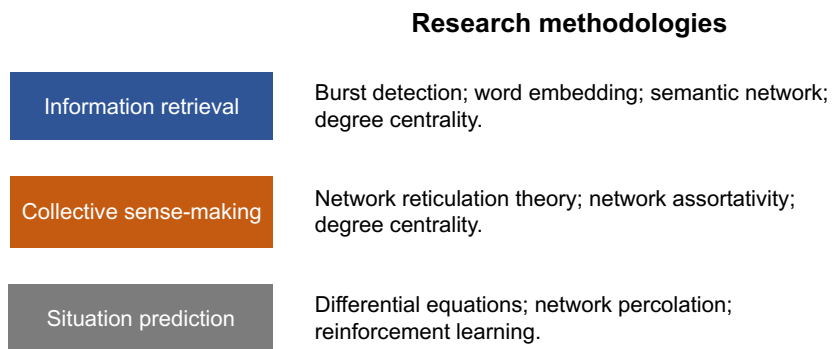 Research methodologies
Information retrieval
Burst detection; word embedding; semantic network;
degree centrality.
Collective sense-making
Network reticulation theory; network assortativity;
degree centrality.
Situation prediction
Differential equations; network percolation;
reinforcement learning.